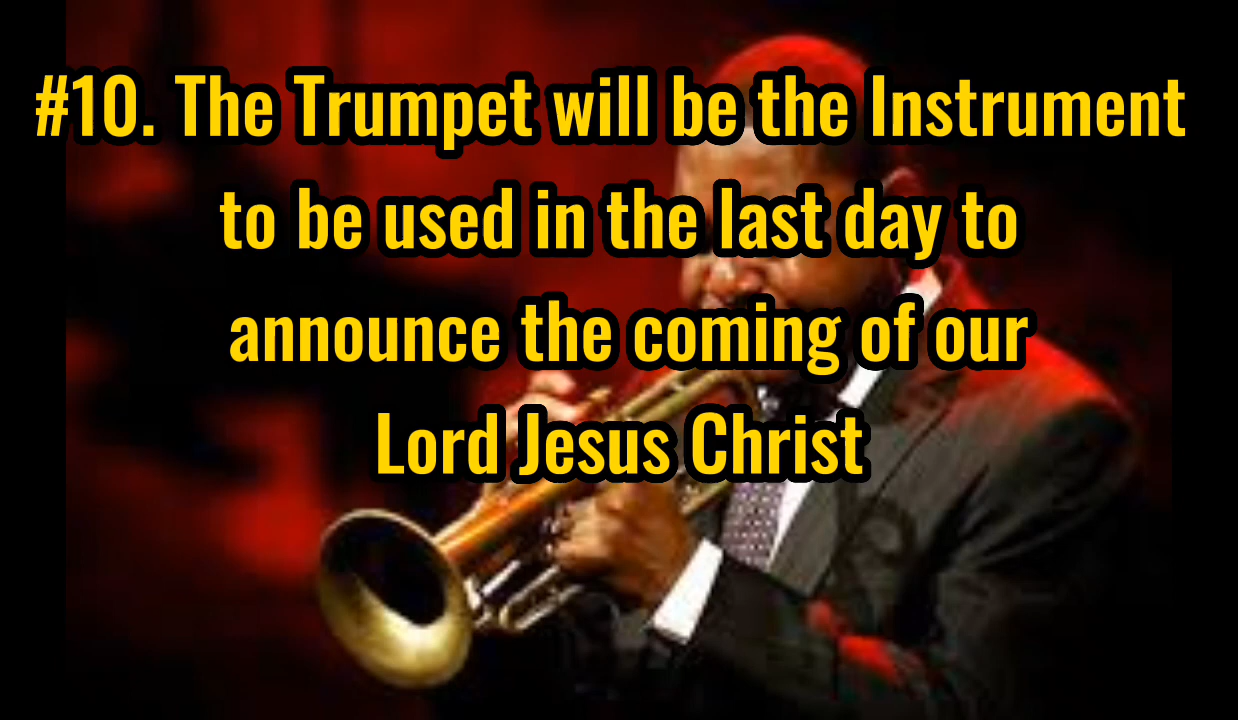 #10. The Trumpet will be the Instrument
to be used in the last day to
announce the coming of our
Lord Jesus Christ